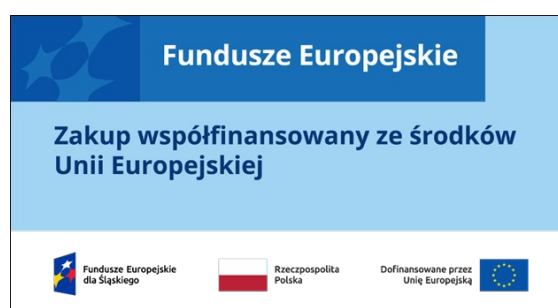 Fundusze Europejskie
Zakup współfinansowany ze środków
Unii Europejskiej
Fundusze Europejskie
dla Śląskiego
Rzeczpospolita
Polska
Dofinansowane przez
Unię Europejską